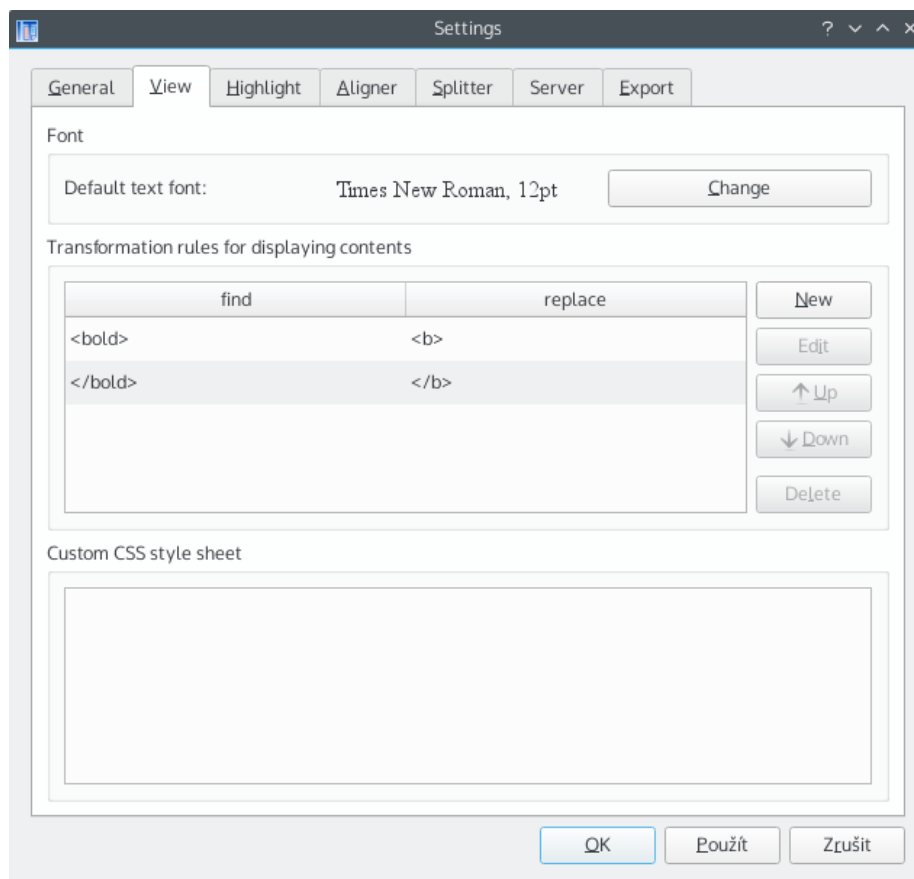 Settings
General View Highlight Aligner Splitter Server Export
Font
Default text font: Times New Roman, 12pt Change
Transformation rules for displaying contents
find replace New
<bold> <b> Edit
</bold> </b> Up
Down
Delete
Custom CSS style sheet
OK Použít Zrušit